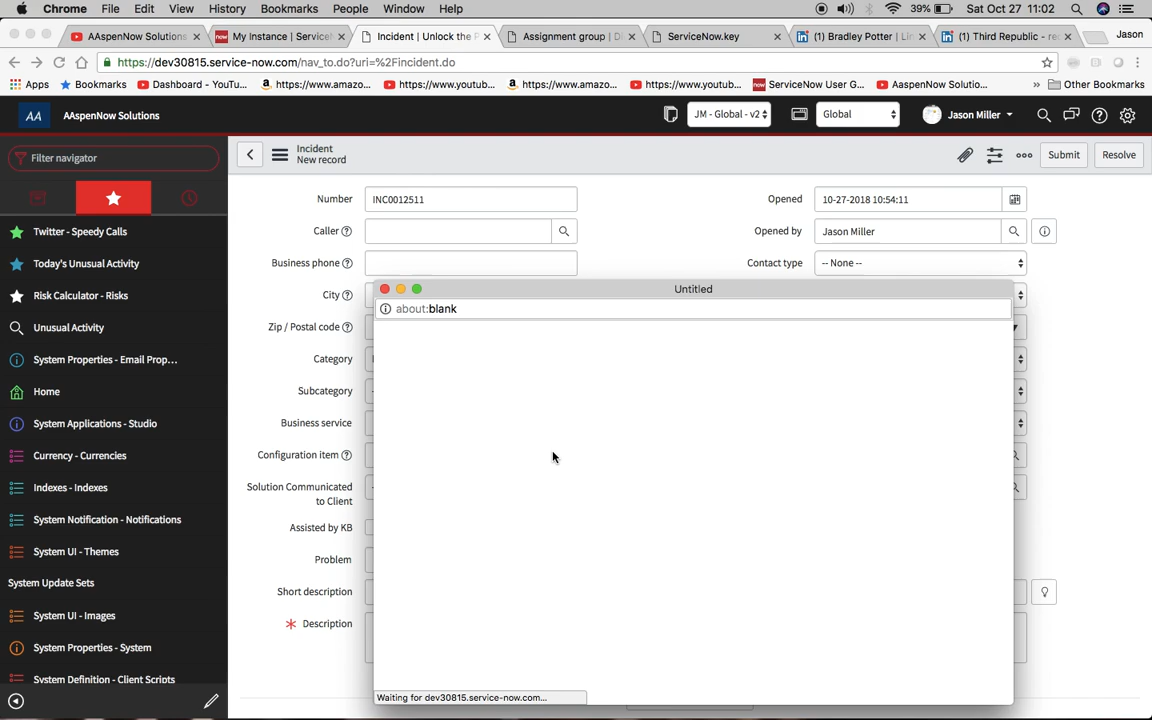 Chrome File Edit View History Bookmarks People Window Help 39% Sat Oct 27 11:02
AAspenNow Solutions My Instance | Service Incident | Unlock the P Assignment group | Di ServiceNow.key (1) Bradley Potter | Lin (1) Third Republic - rec Jason
https://dev30815.service-now.com/nav_to.do?uri=%2Fincident.do
Apps Bookmarks Dashboard - YouTu... https://www.amazo... https://www.youtub... https://www.amazo... https://www.youtub... ServiceNow User G... AaspenNow Solutio... » Other Bookmarks
AA AAspenNow Solutions JM - Global - v2 Global Jason Miller
Filter navigator
Twitter - Speedy Calls
Today's Unusual Activity
Risk Calculator - Risks
Unusual Activity
System Properties - Email Prop...
Home
System Applications - Studio
Currency - Currencies
Indexes - Indexes
System Notification - Notifications
System UI - Themes
System Update Sets
System UI - Images
System Properties - System
System Definition - Client Scripts
Incident
New record
Submit Resolve
Number INC0012511 Opened 10-27-2018 10:54:11
Caller Opened by Jason Miller
Business phone Contact type -- None --
City
Zip / Postal code
Category
Subcategory
Business service
Configuration item
Solution Communicated
to Client
Assisted by KB
Problem
Short description
* Description
Untitled
about:blank
Waiting for dev30815.service-now.com...